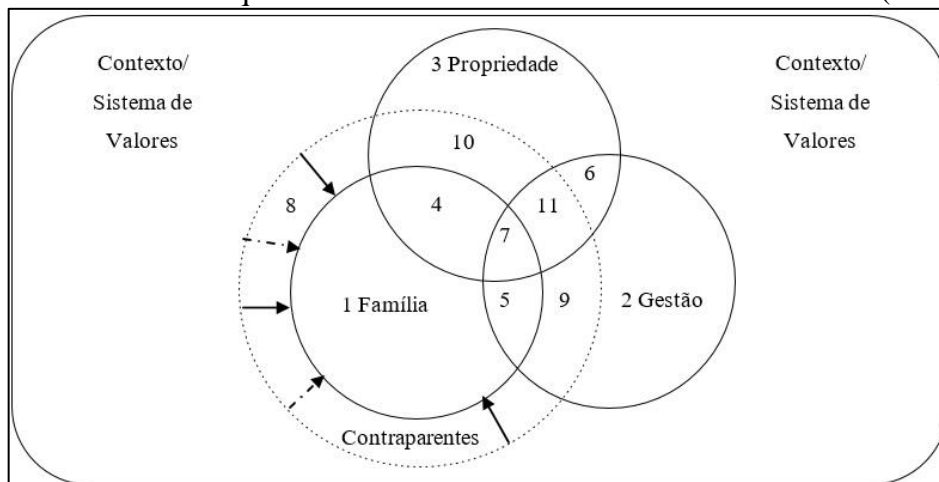 Contexto/
Sistema de
Valores
3 Propriedade
Contexto/
Sistema de
Valores
10
6
8
4
11
7
1 Família
5
9
2 Gestão
Contraparentes